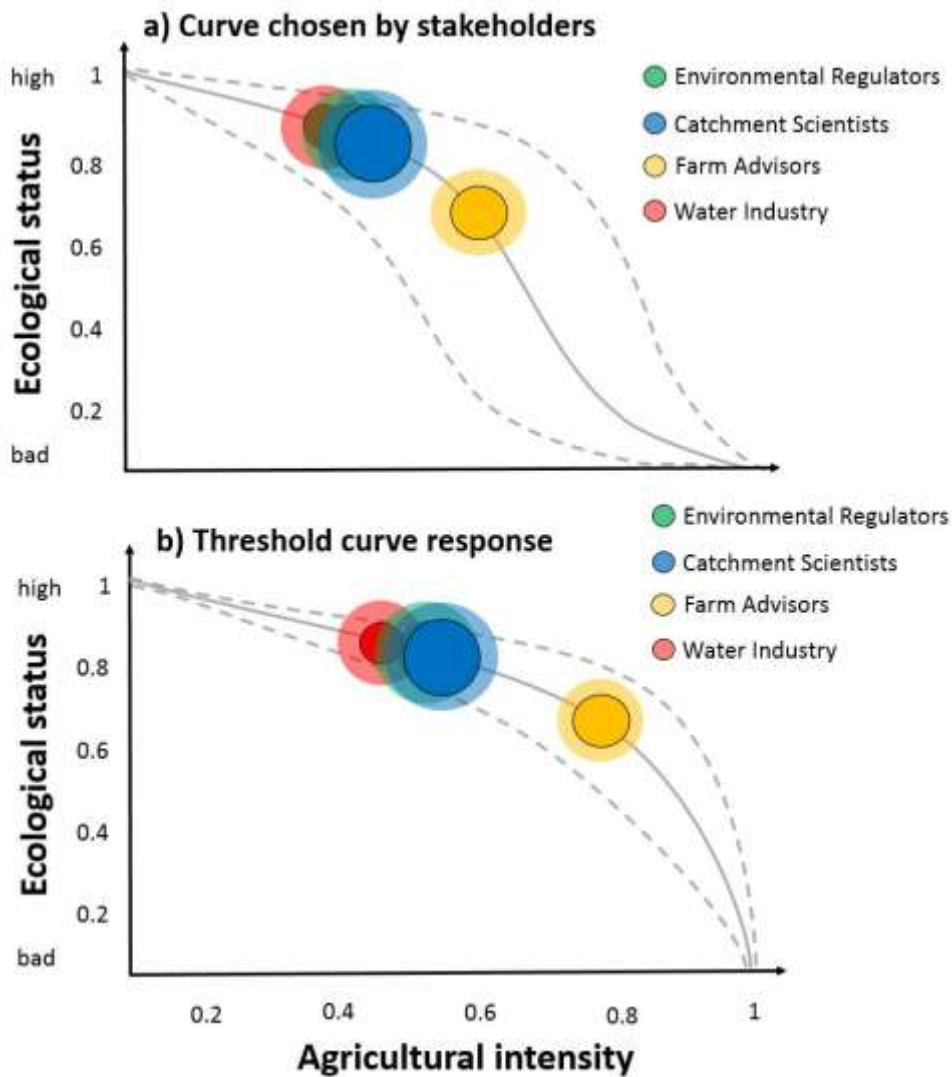 a) Curve chosen by stakeholders
high 1
0.8
0.6
0.4
0.2
bad
Ecological status
Environmental Regulators
Catchment Scientists
Farm Advisors
Water Industry
b) Threshold curve response
high 1
0.8
0.6
0.4
0.2
bad
Ecological status
Environmental Regulators
Catchment Scientists
Farm Advisors
Water Industry
0.2 0.4 0.6 0.8 1
Agricultural intensity